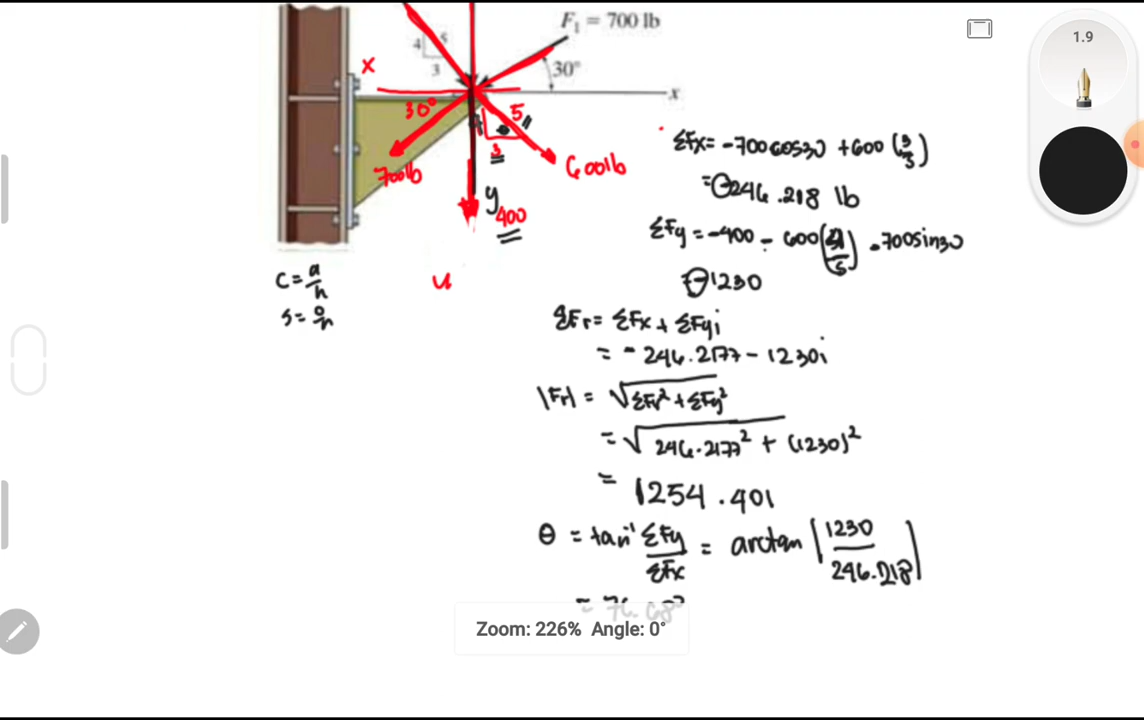 F₁ = 700 lb
1.9
4 5
3
30°
x
X
30°
5
3
700lb
600lb
y
400
u
C = a/h
S = o/h
ΣFx = -700cos30 + 600 (3/5)
= -246.218 lb
ΣFy = -400 - 600 (4/5) - 700sin30
-1230
ΣFr = ΣFx + ΣFyi
= -246.2177 - 1230i
|Fr| = √ΣFx² + ΣFy²
= √246.2177² + (1230)²
= 1254.401
θ = tan⁻¹ ΣFy/ΣFx = arctan (1230/246.218)
Zoom: 226% Angle: 0°